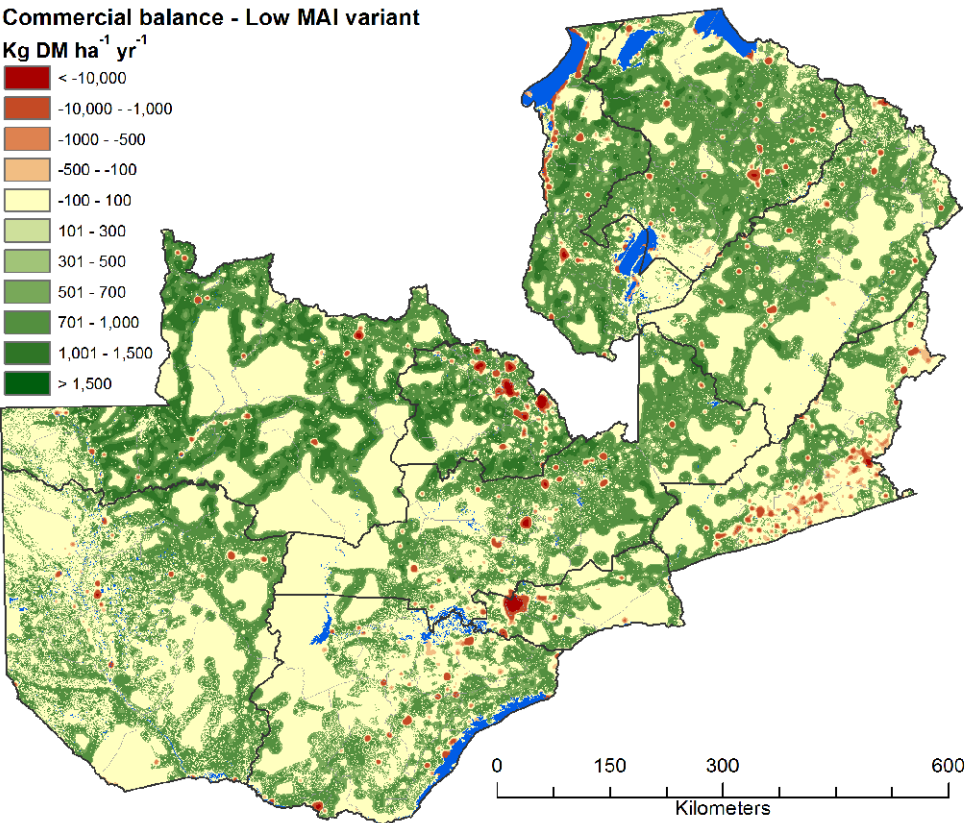 Commercial balance - Low MAI variant
Kg DM ha⁻¹ yr⁻¹
< -10,000
-10,000 - -1,000
-1000 - -500
-500 - -100
-100 - 100
101 - 300
301 - 500
501 - 700
701 - 1,000
1,001 - 1,500
> 1,500
0 150 300 600
Kilometers